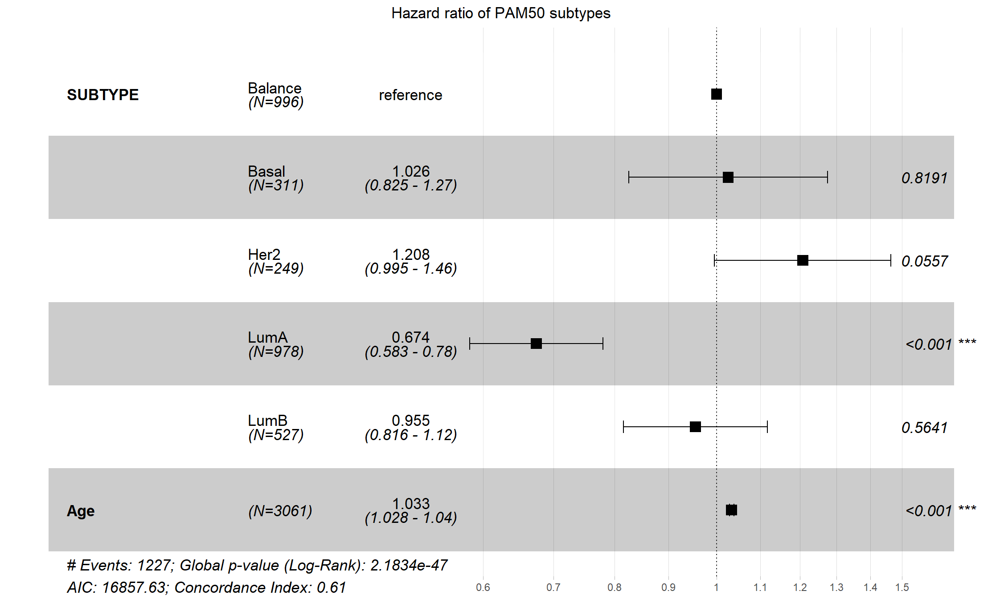 Hazard ratio of PAM50 subtypes
SUBTYPE
Balance
(N=996)
reference
Basal
(N=311)
1.026
(0.825 - 1.27)
0.8191
Her2
(N=249)
1.208
(0.995 - 1.46)
0.0557
LumA
(N=978)
0.674
(0.583 - 0.78)
<0.001 ***
LumB
(N=527)
0.955
(0.816 - 1.12)
0.5641
Age
(N=3061)
1.033
(1.028 - 1.04)
<0.001 ***
# Events: 1227; Global p-value (Log-Rank): 2.1834e-47
AIC: 16857.63; Concordance Index: 0.61
0.6 0.7 0.8 0.9 1 1.1 1.2 1.3 1.4 1.5